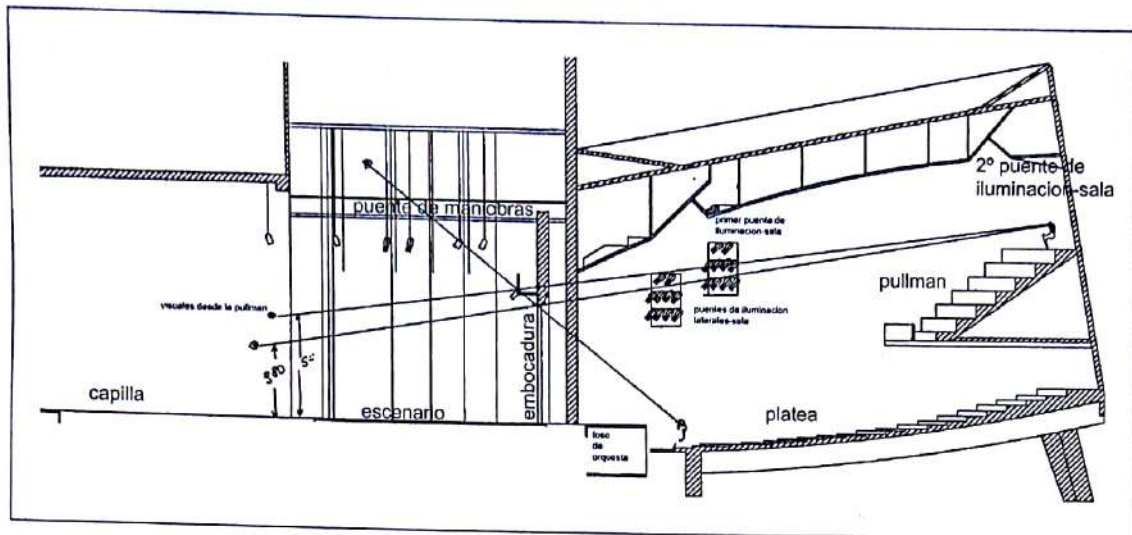 puente de maniobras
2º puente de
iluminacion-sala
primer puente de
iluminacion-sala
pullman
visuales desde la pullman
puentes de iluminacion
laterales-sala
embocadura
capilla
escenario
platea
foso
de
orquesta